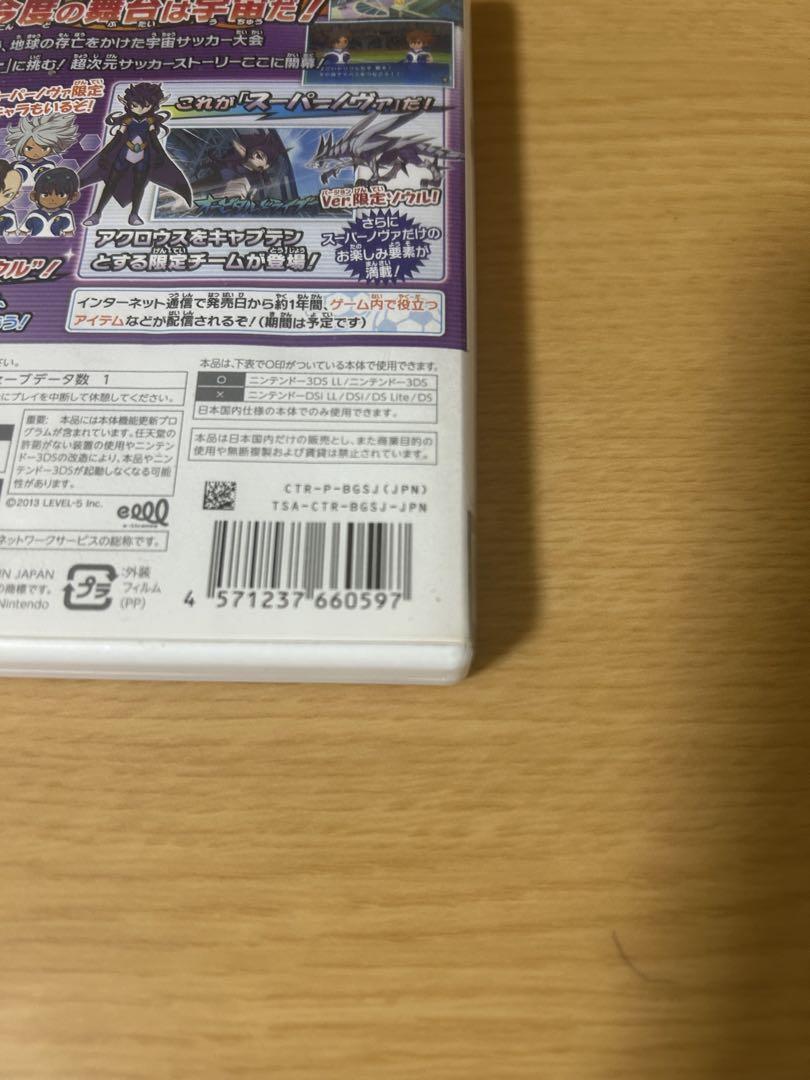 今度の舞台は宇宙だ!
、地球の存亡をかけた宇宙サッカー大会
に挑む! 超次元サッカーストーリーここに開幕!
ーパーノヴァ限定
キャラもいるぞ!
これが「スーパーノヴァ」だ!
Ver.限定ソウル!
アクロウスをキャプテン
とする限定チームが登場!
さらに
スーパーノヴァだけの
お楽しみ要素が
満載!
ウル"!
う!
インターネット通信で発売日から約1年間、ゲーム内で役立つ
アイテムなどが配信されるぞ!(期間は予定です)
さい。
セーブデータ数 1
にプレイを中断して休憩してください。
重要: 本品には本体機能更新プロ
グラムが含まれています。任天堂の
許諾がない装置の使用やニンテン
ドー3DSの改造により、本品やニン
テンドー3DSが起動しなくなる可能
性があります。
©2013 LEVEL-5 Inc.
ネットワークサービスの総称です。
IN JAPAN
の商標です。
Nintendo
プラ
:外装
フィルム
(PP)
本品は、下表で○印がついている本体で使用できます。
○ ニンテンドー3DS LL/ニンテンドー3DS
× ニンテンドーDSi LL/DSi/DS Lite/DS
日本国内仕様の本体でのみ使用できます。
本品は日本国内だけの販売とし、また商業目的の
使用や無断複製および賃貸は禁止されています。
CTR-P-BGSJ(JPN)
TSA-CTR-BGSJ-JPN
4 571237 660597